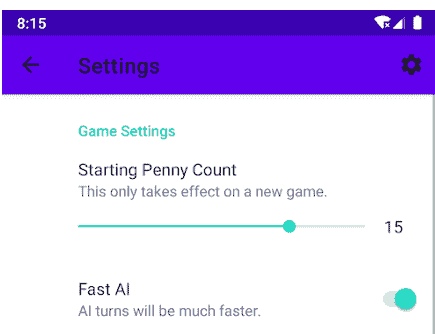 8:15
Settings
Game Settings
Starting Penny Count
This only takes effect on a new game.
15
Fast AI
AI turns will be much faster.